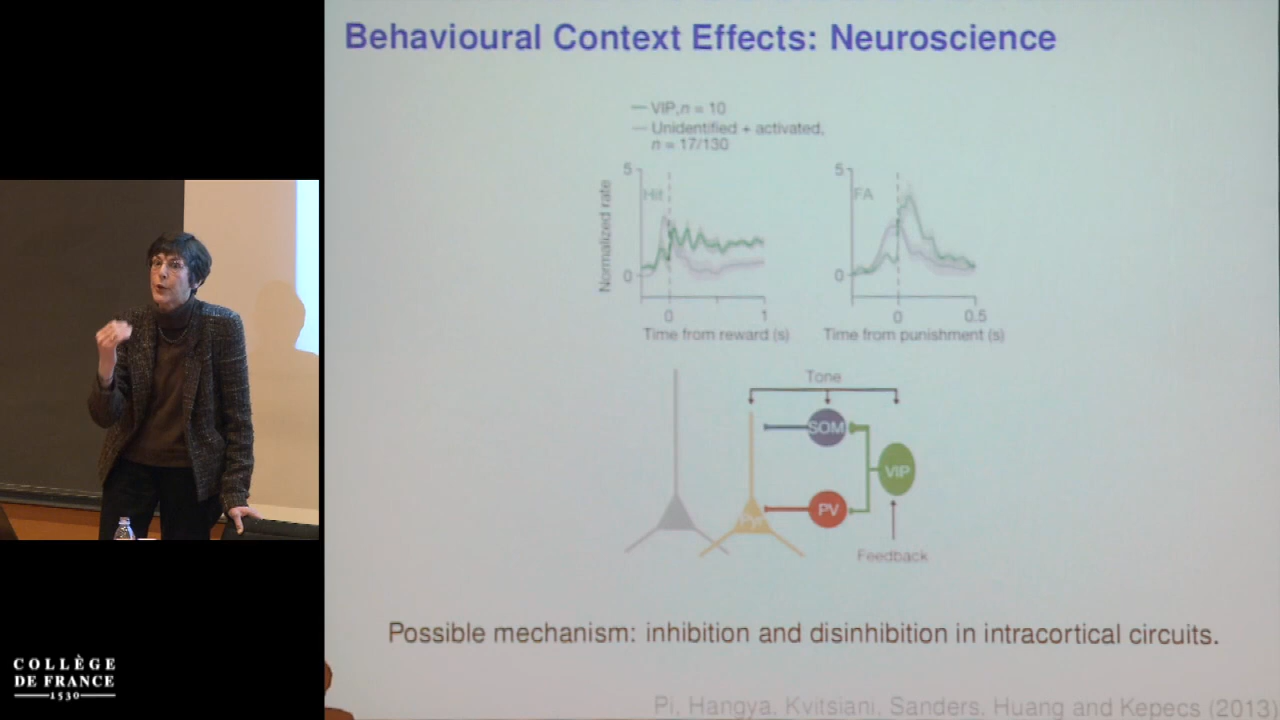 Behavioural Context Effects: Neuroscience
VIP, n = 10
Unidentified + activated,
n = 17/130
5
Hit
Normalized rate
0
0
1
Time from reward (s)
5
FA
0
0
0.5
Time from punishment (s)
Tone
SOM
VIP
Pyr
PV
Feedback
Possible mechanism: inhibition and disinhibition in intracortical circuits.
Pi, Hangya, Kvitsiani, Sanders, Huang and Kepecs (2013)
COLLÈGE
DE FRANCE
1530